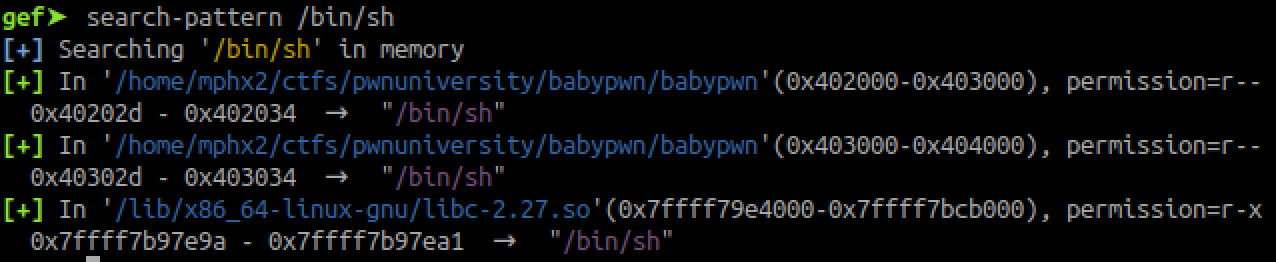 gef➤ search-pattern /bin/sh
[+] Searching '/bin/sh' in memory
[+] In '/home/mphx2/ctfs/pwnuniversity/babypwn/babypwn'(0x402000-0x403000), permission=r--
0x40202d - 0x402034 → "/bin/sh"
[+] In '/home/mphx2/ctfs/pwnuniversity/babypwn/babypwn'(0x403000-0x404000), permission=r--
0x40302d - 0x403034 → "/bin/sh"
[+] In '/lib/x86_64-linux-gnu/libc-2.27.so'(0x7ffff79e4000-0x7ffff7bcb000), permission=r-x
0x7ffff7b97e9a - 0x7ffff7b97ea1 → "/bin/sh"